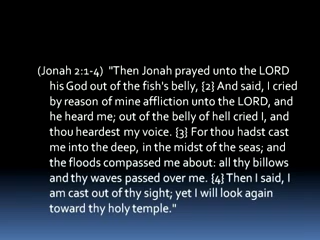 (Jonah 2:1-4)  "Then Jonah prayed unto the LORD
his God out of the fish's belly, {2} And said, I cried
by reason of mine affliction unto the LORD, and
he heard me; out of the belly of hell cried I, and
thou heardest my voice. {3} For thou hadst cast
me into the deep, in the midst of the seas; and
the floods compassed me about: all thy billows
and thy waves passed over me. {4} Then I said, I
am cast out of thy sight; yet I will look again
toward thy holy temple."